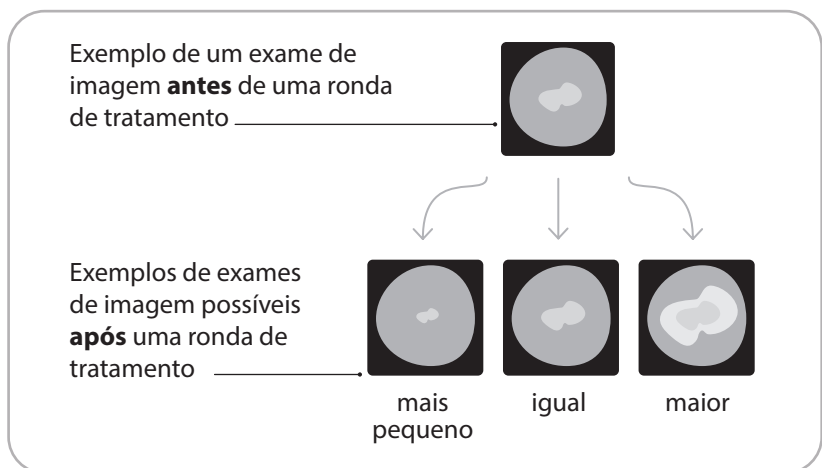 Exemplo de um exame de
imagem antes de uma ronda
de tratamento
Exemplos de exames
de imagem possíveis
após uma ronda de
tratamento
mais
pequeno
igual
maior